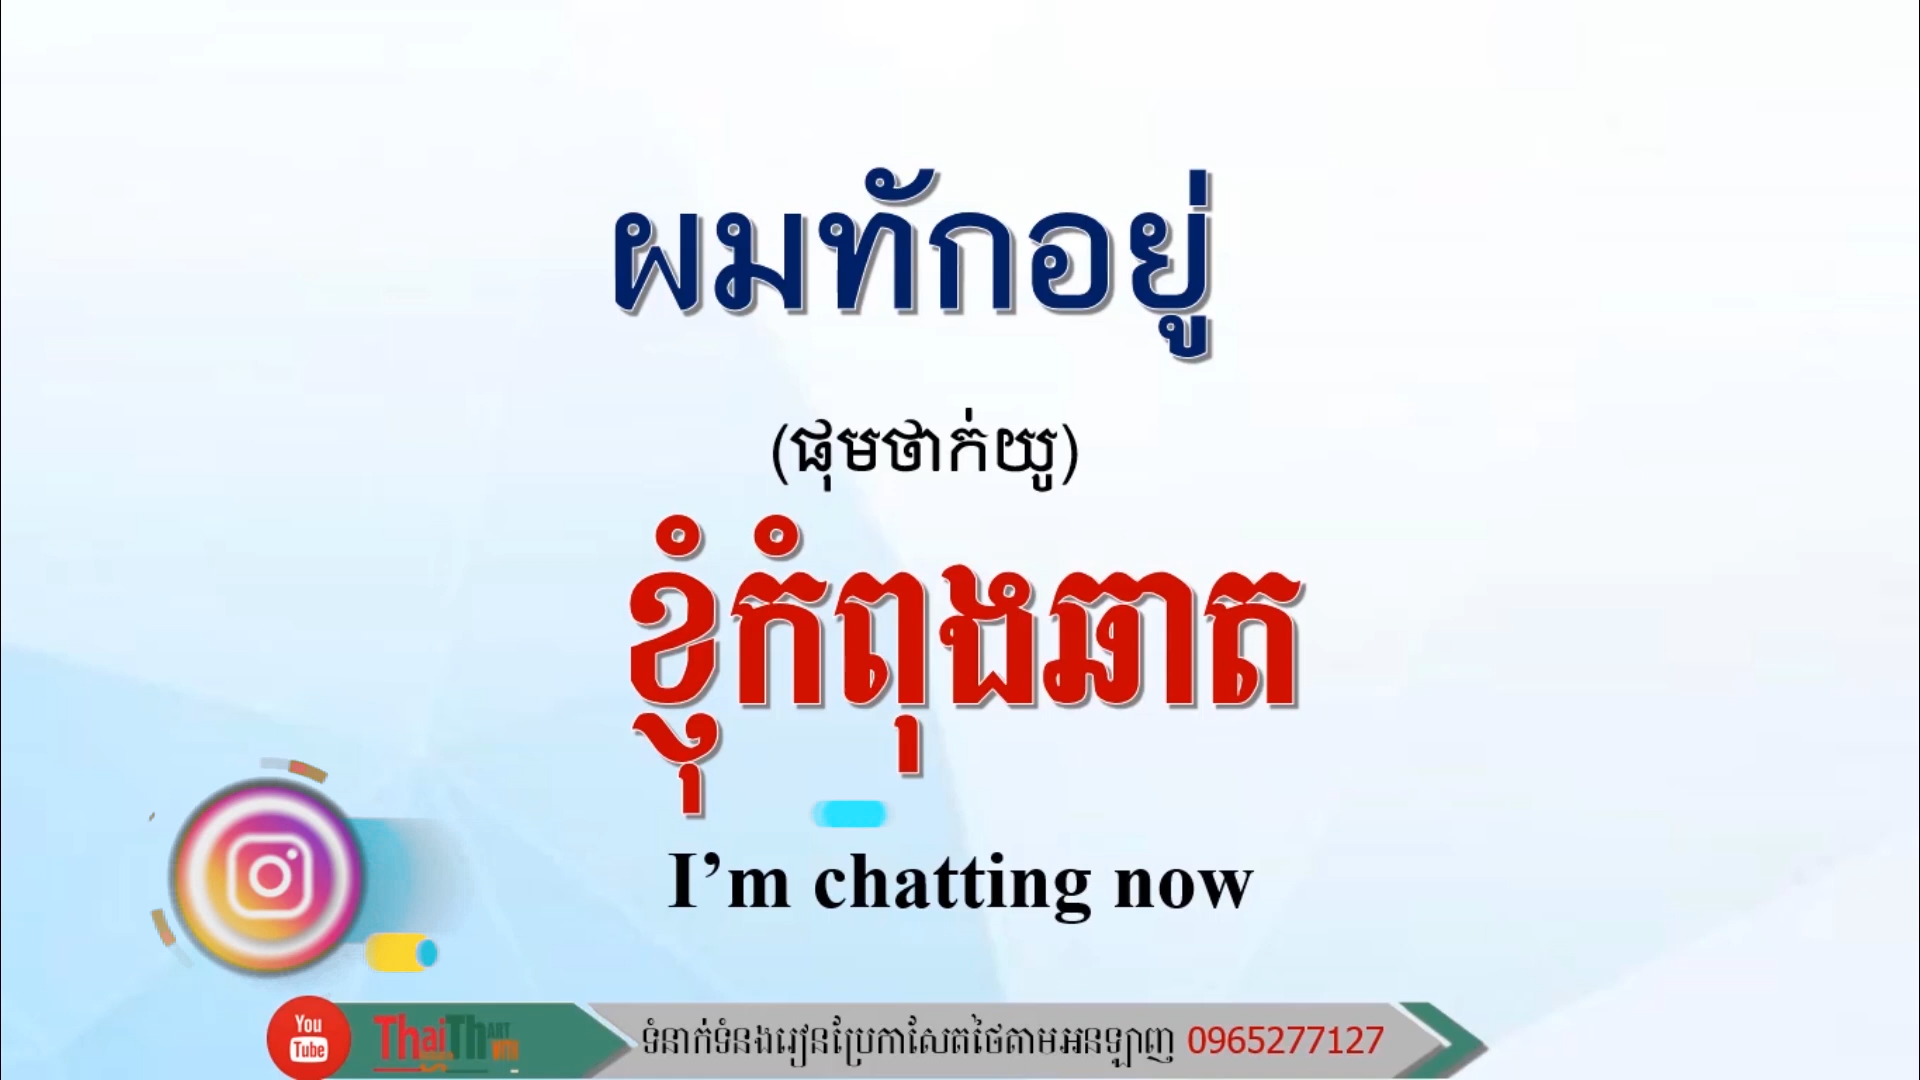 ผมทักอยู่
(ផុមថាក់យូ)
ខ្ញុំកំពុងឆាត
I’m chatting now
You
Tube
ទំនាក់ទំនងរៀនប្រែកាសែតថៃតាមអនឡាញ 0965277127